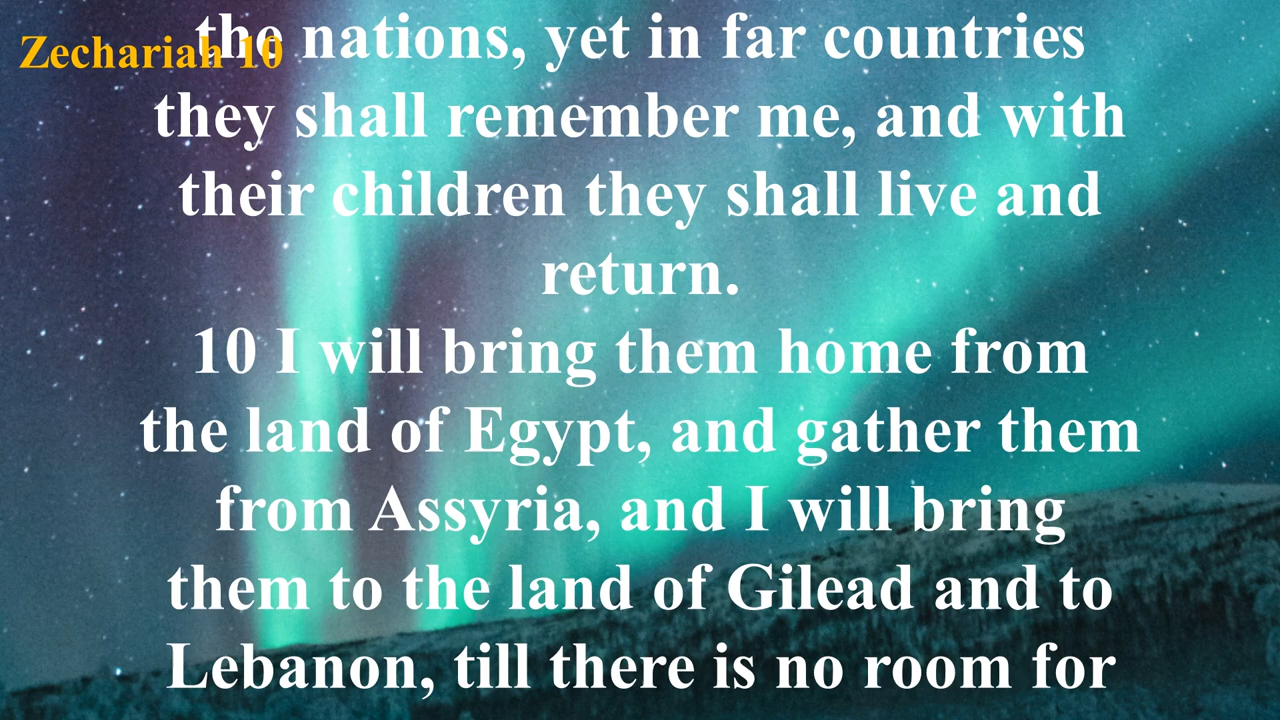 Zechariah 10
the nations, yet in far countries
they shall remember me, and with
their children they shall live and
return.
10 I will bring them home from
the land of Egypt, and gather them
from Assyria, and I will bring
them to the land of Gilead and to
Lebanon, till there is no room for